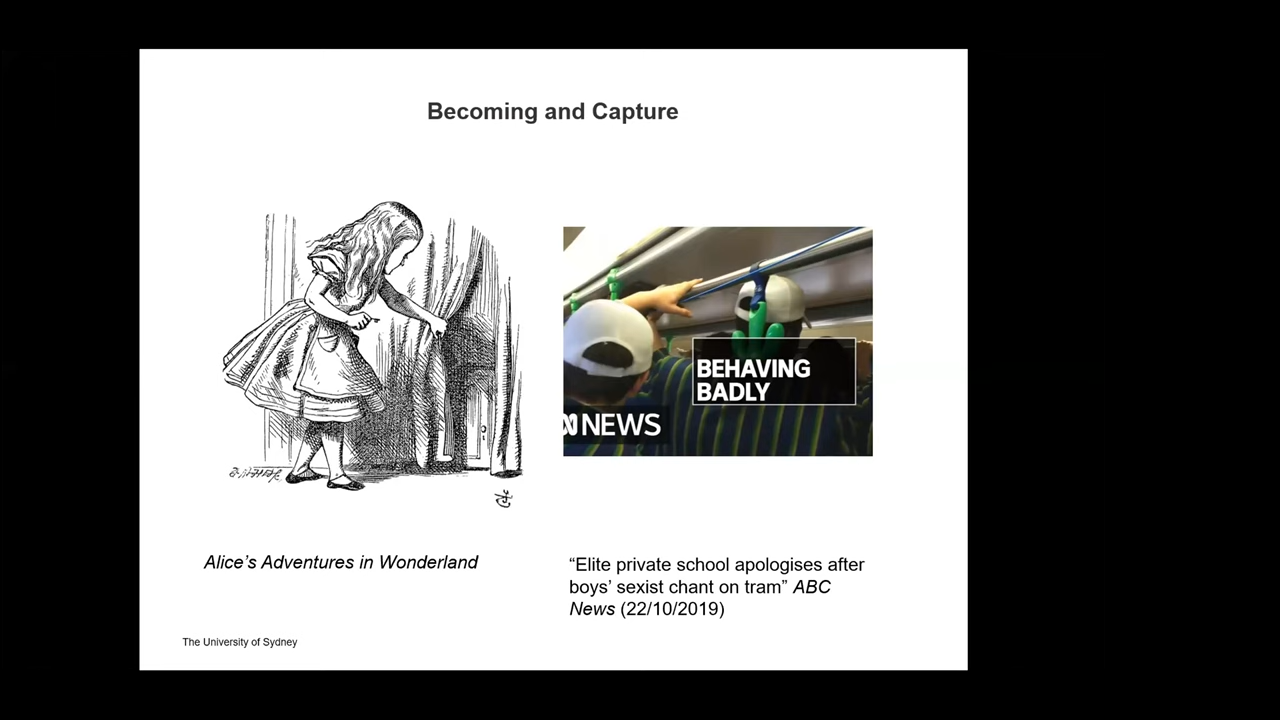 Becoming and Capture
BEHAVING
BADLY
NEWS
Alice’s Adventures in Wonderland
“Elite private school apologises after
boys’ sexist chant on tram” ABC
News (22/10/2019)
The University of Sydney